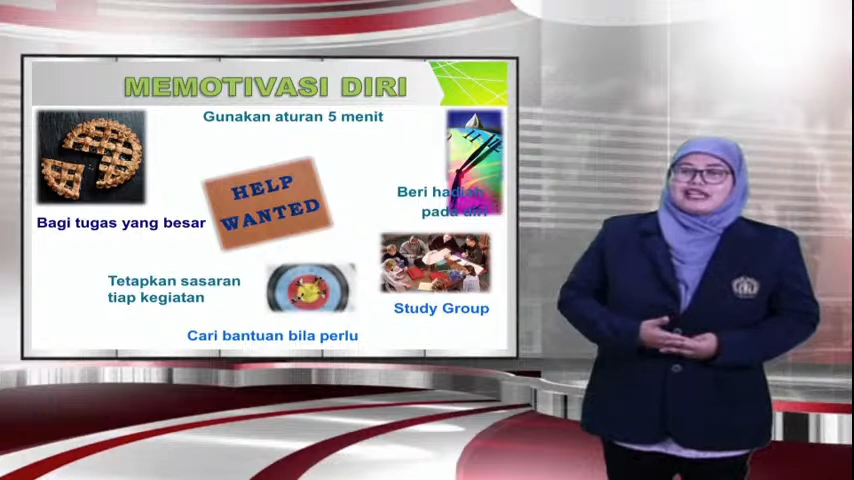 MEMOTIVASI DIRI
Gunakan aturan 5 menit
HELP
WANTED
Beri hadiah
pada diri
Bagi tugas yang besar
Tetapkan sasaran
tiap kegiatan
Study Group
Cari bantuan bila perlu